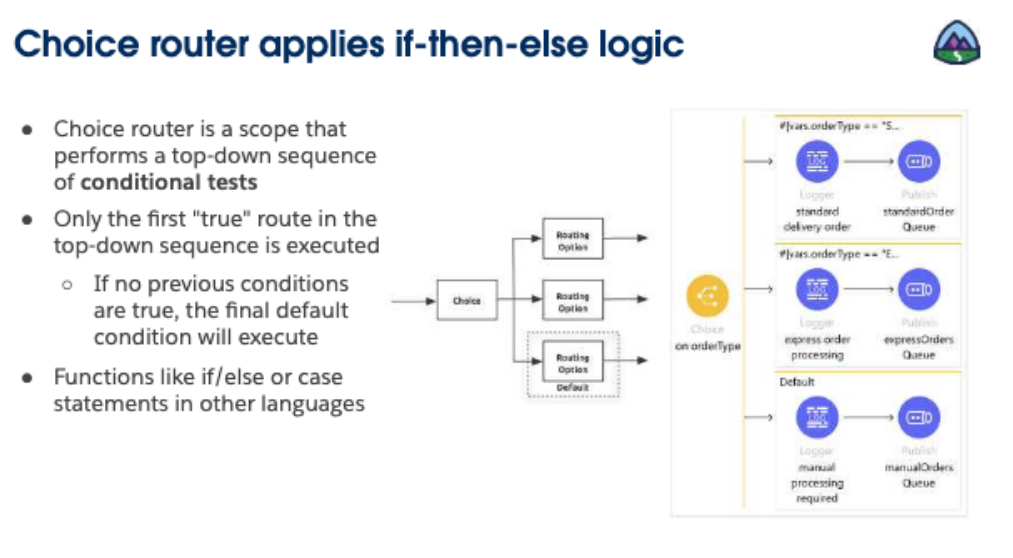 Choice router applies if-then-else logic
● Choice router is a scope that
performs a top-down sequence
of conditional tests
● Only the first "true" route in the
top-down sequence is executed
○ If no previous conditions
are true, the final default
condition will execute
● Functions like if/else or case
statements in other languages
Choice
Routing
Option
Routing
Option
Routing
Option
Default
Choice
on orderType
#[vars.orderType == "S...
LOG
Logger
standard
delivery order
Publish
standardOrder
Queue
#[vars.orderType == "E...
LOG
Logger
express order
processing
Publish
expressOrders
Queue
Default
LOG
Logger
manual
processing
required
Publish
manualOrders
Queue